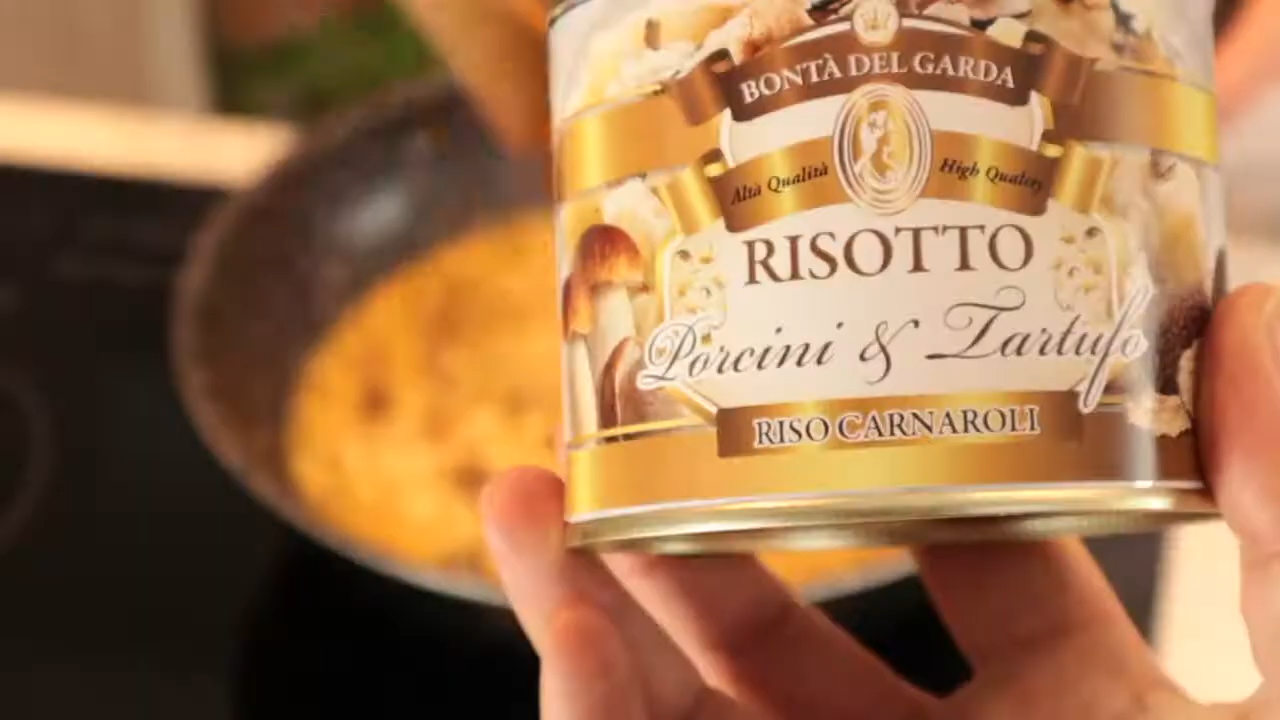 BONTÀ DEL GARDA
Alta Qualità High Quality
RISOTTO
Porcini & Tartufo
RISO CARNAROLI